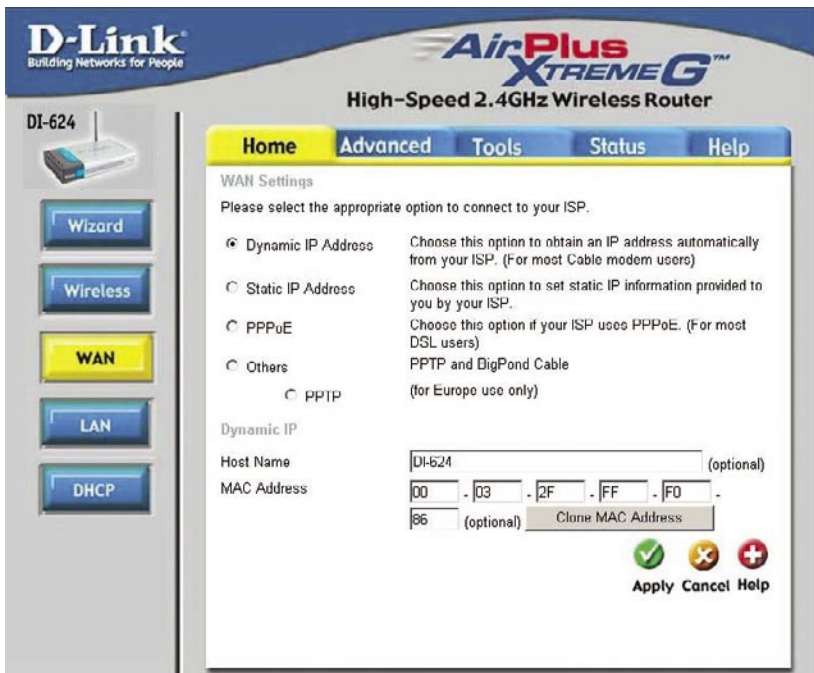 D-Link
Building Networks for People
AirPlus
XTREME G™
High-Speed 2.4GHz Wireless Router
DI-624
Home Advanced Tools Status Help
Wizard
Wireless
WAN
LAN
DHCP
WAN Settings
Please select the appropriate option to connect to your ISP.
Dynamic IP Address Choose this option to obtain an IP address automatically
from your ISP. (For most Cable modem users)
Static IP Address Choose this option to set static IP information provided to
you by your ISP.
PPPoE Choose this option if your ISP uses PPPoE. (For most
DSL users)
Others PPTP and BigPond Cable
PPTP (for Europe use only)
Dynamic IP
Host Name DI-624 (optional)
MAC Address 00 - 03 - 2F - FF - F0 -
86 (optional) Clone MAC Address
Apply Cancel Help